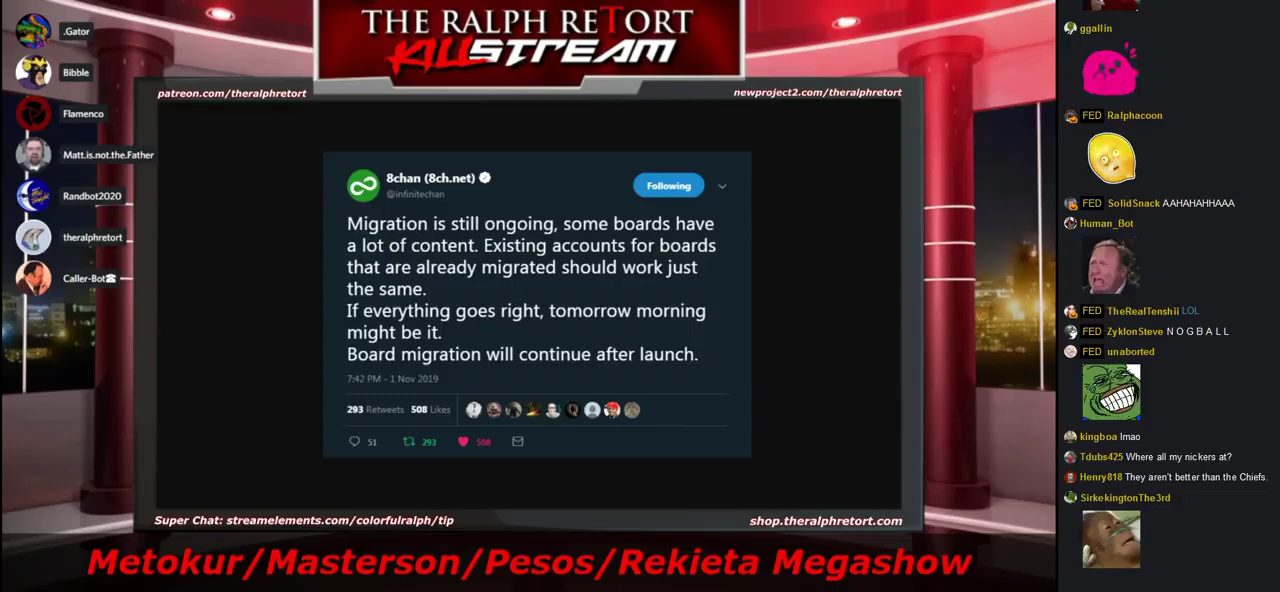 THE RALPH RETORT
KILLSTREAM
patreon.com/theralphretort
newproject2.com/theralphretort
.Gator
Bibble
Flamenco
Matt.is.not.the.Father
Randbot2020
theralphretort
Caller-Bot☎
8chan (8ch.net)
@infinitechan
Following
Migration is still ongoing, some boards have
a lot of content. Existing accounts for boards
that are already migrated should work just
the same.
If everything goes right, tomorrow morning
might be it.
Board migration will continue after launch.
7:42 PM - 1 Nov 2019
293 Retweets 508 Likes
Q
51 293 508
Super Chat: streamelements.com/colorfulralph/tip
shop.theralphretort.com
Metokur/Masterson/Pesos/Rekieta Megashow
ggallin
FED Ralphacoon
FED SolidSnack AAHAHAHHAAA
Human_Bot
FED TheRealTenshii LOL
FED ZyklonSteve N O G B A L L
FED unaborted
kingboa lmao
Tdubs425 Where all my nickers at?
Henry818 They aren't better than the Chiefs.
SirkekingtonThe3rd